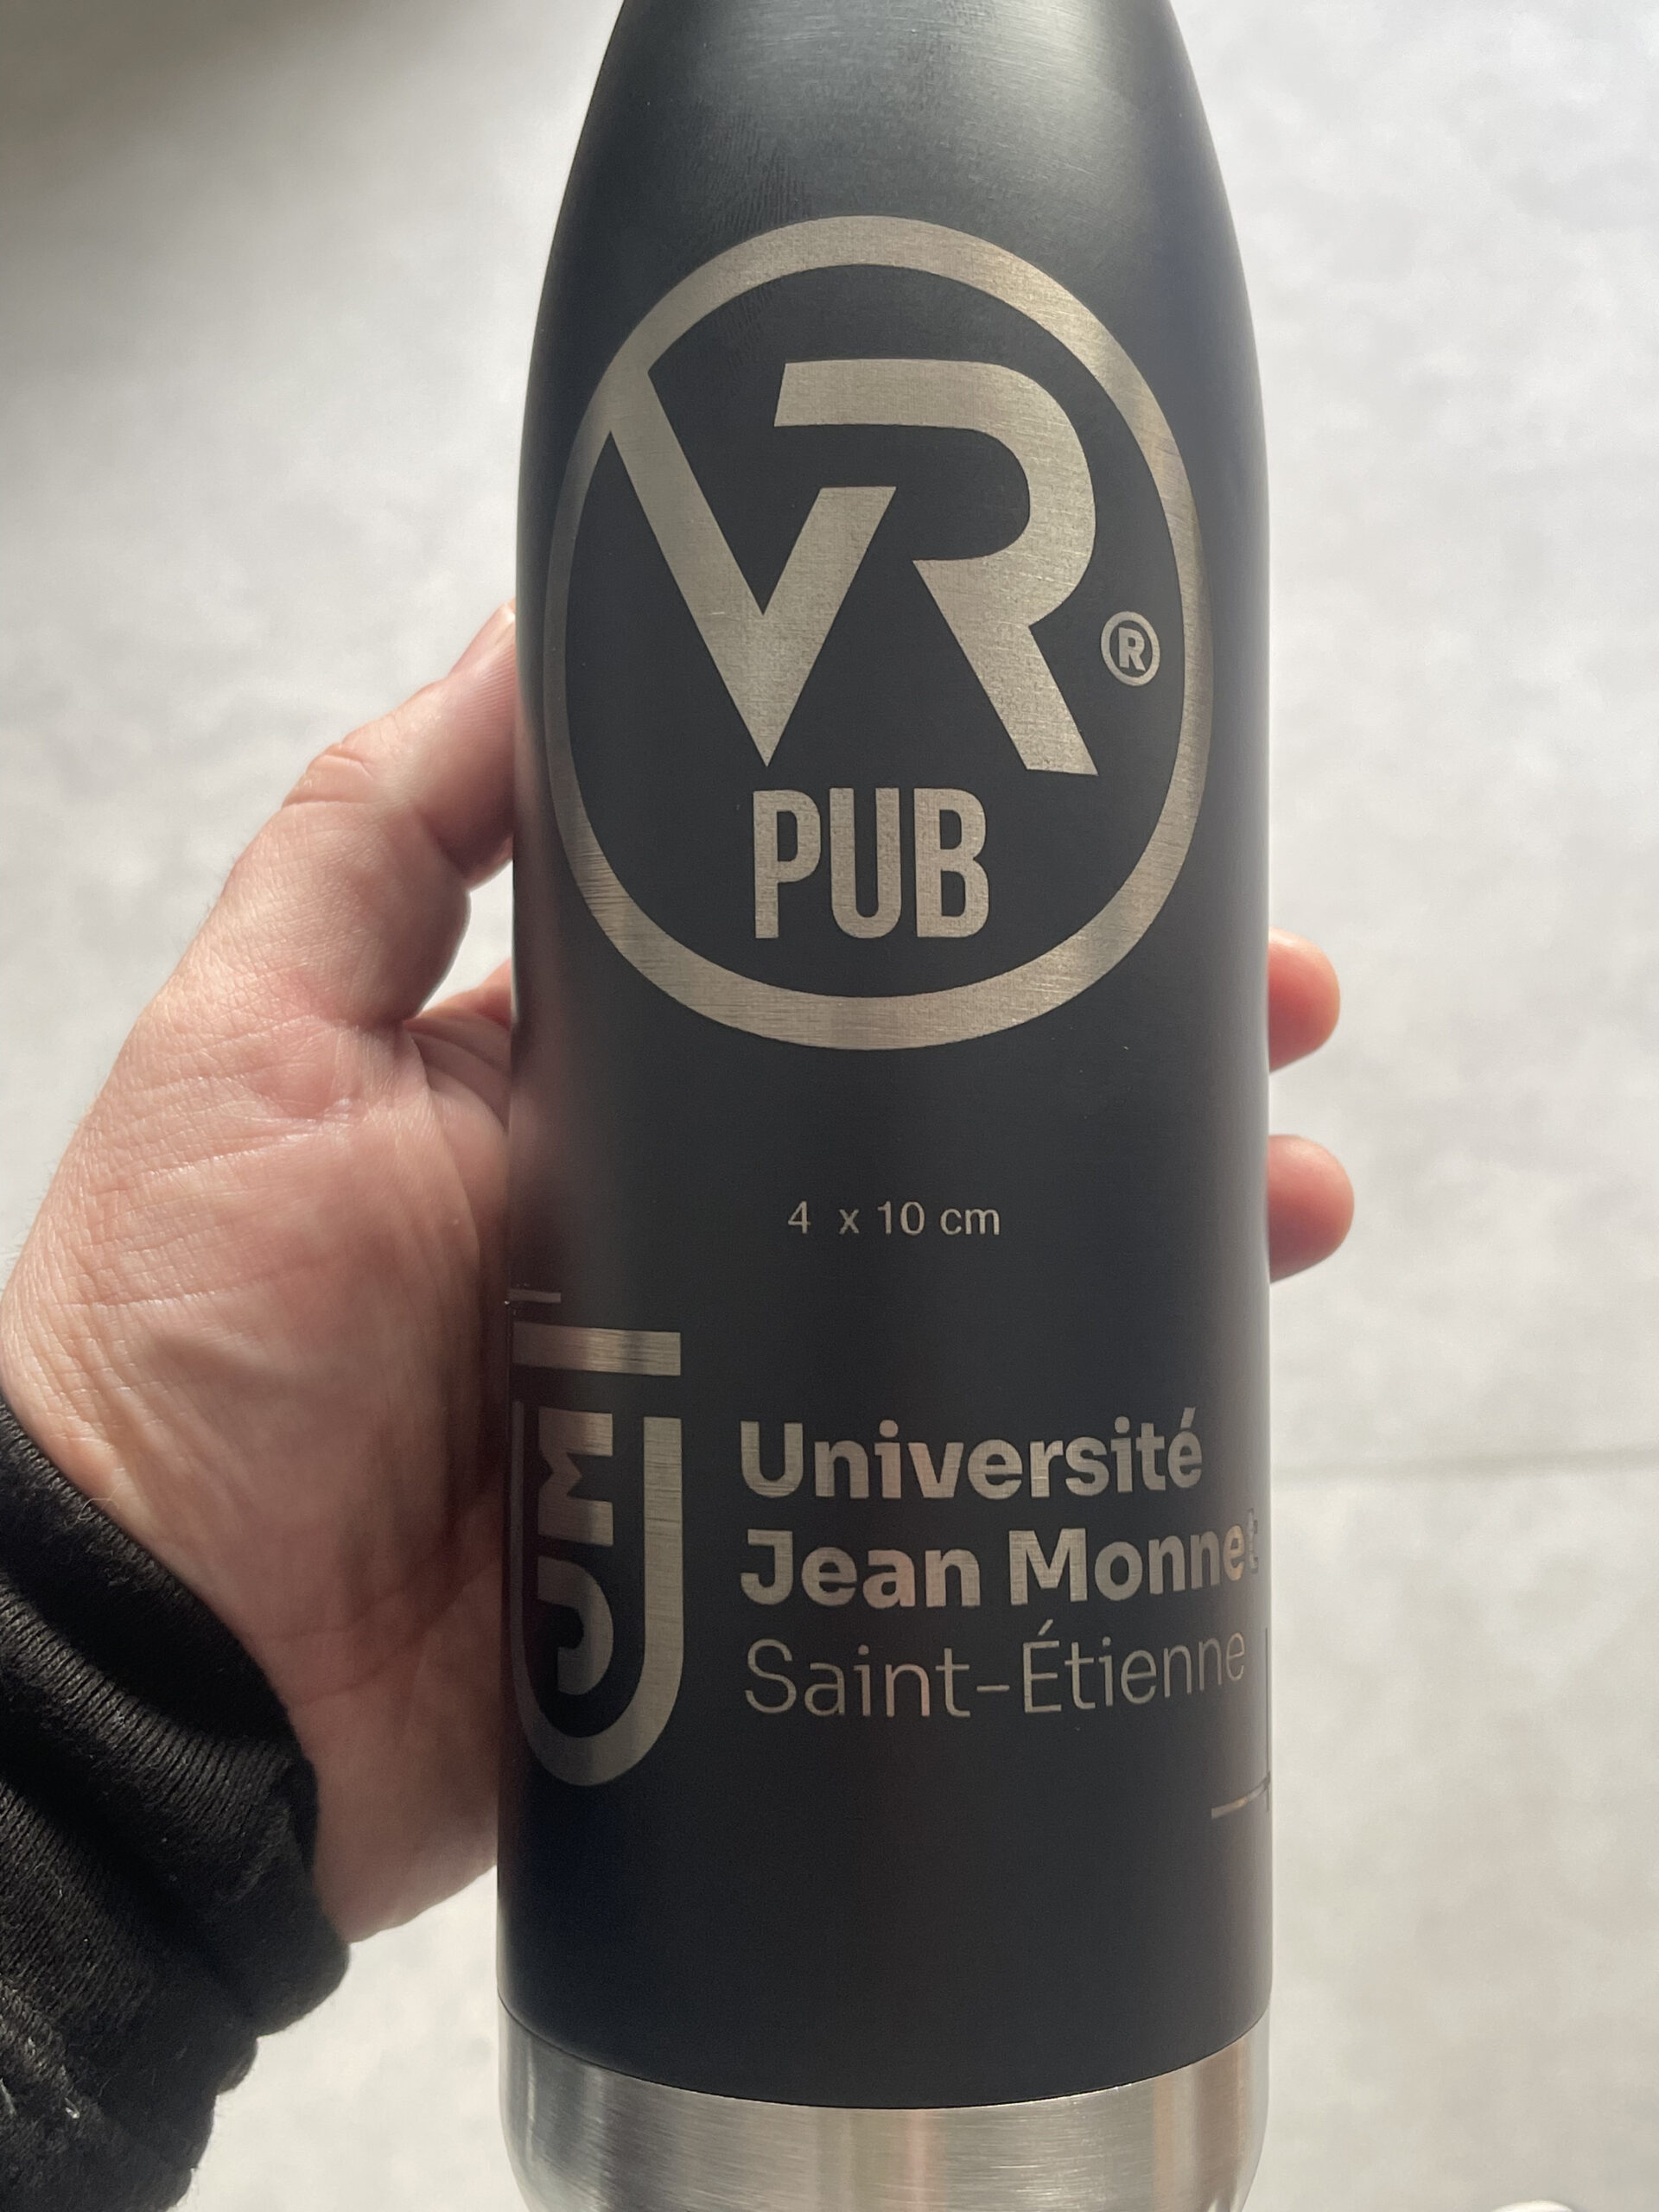 VR
®
PUB
4 x 10 cm
UJM
Université
Jean Monnet
Saint-Étienne